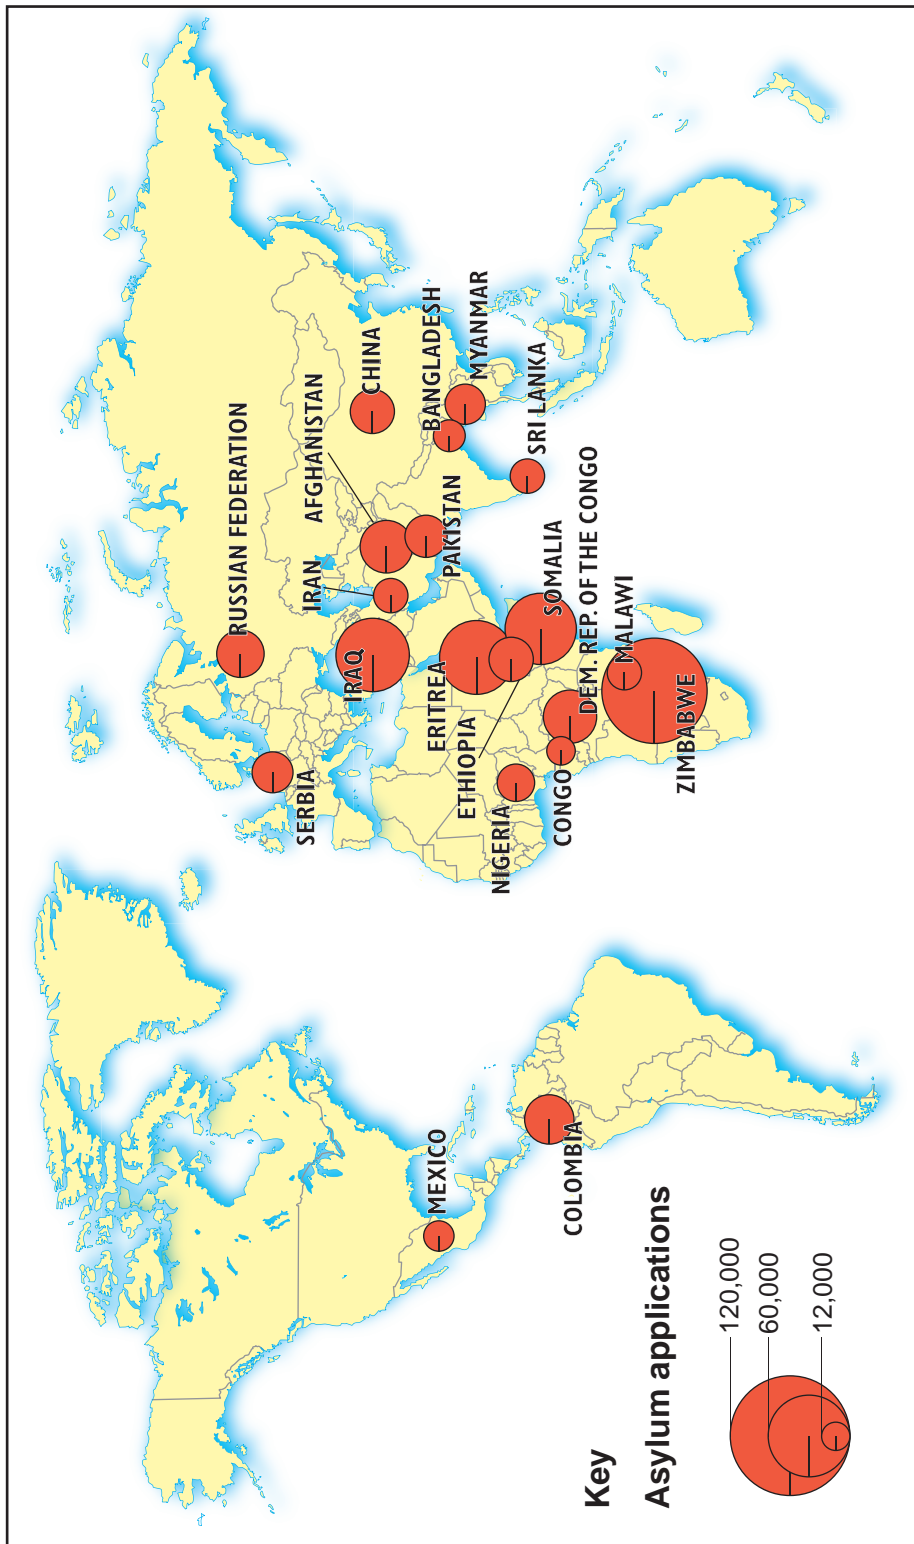 RUSSIAN FEDERATION
SERBIA
AFGHANISTAN
IRAN
CHINA
IRAQ
BANGLADESH
MYANMAR
PAKISTAN
SRI LANKA
ERITREA
ETHIOPIA
SOMALIA
NIGERIA
CONGO
DEM. REP. OF THE CONGO
MALAWI
ZIMBABWE
MEXICO
COLOMBIA
Key
Asylum applications
120,000
60,000
12,000